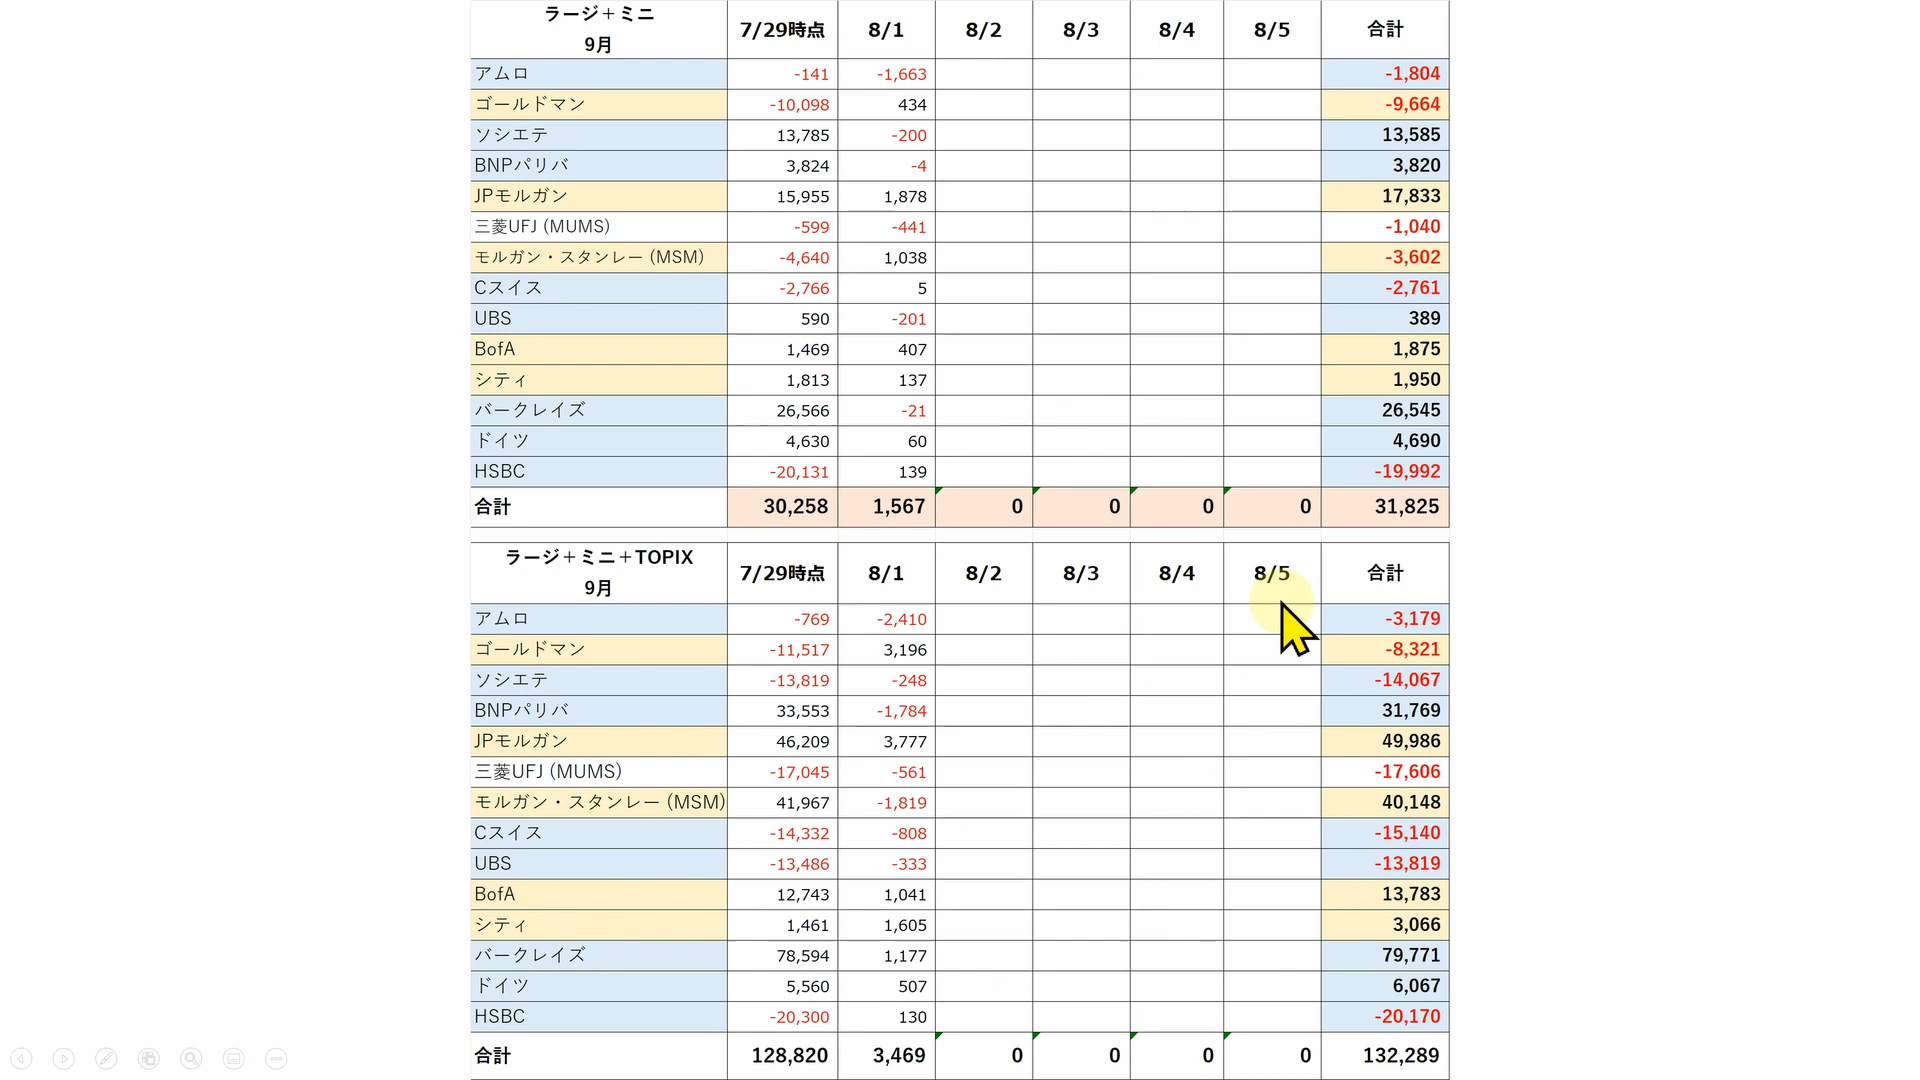 ラージ＋ミニ
9月
7/29時点 8/1 8/2 8/3 8/4 8/5 合計
アムロ -141 -1,663 -1,804
ゴールドマン -10,098 434 -9,664
ソシエテ 13,785 -200 13,585
BNPパリバ 3,824 -4 3,820
JPモルガン 15,955 1,878 17,833
三菱UFJ (MUMS) -599 -441 -1,040
モルガン・スタンレー (MSM) -4,640 1,038 -3,602
Cスイス -2,766 5 -2,761
UBS 590 -201 389
BofA 1,469 407 1,875
シティ 1,813 137 1,950
バークレイズ 26,566 -21 26,545
ドイツ 4,630 60 4,690
HSBC -20,131 139 -19,992
合計 30,258 1,567 0 0 0 0 31,825
ラージ＋ミニ＋TOPIX
9月
7/29時点 8/1 8/2 8/3 8/4 8/5 合計
アムロ -769 -2,410 -3,179
ゴールドマン -11,517 3,196 -8,321
ソシエテ -13,819 -248 -14,067
BNPパリバ 33,553 -1,784 31,769
JPモルガン 46,209 3,777 49,986
三菱UFJ (MUMS) -17,045 -561 -17,606
モルガン・スタンレー (MSM) 41,967 -1,819 40,148
Cスイス -14,332 -808 -15,140
UBS -13,486 -333 -13,819
BofA 12,743 1,041 13,783
シティ 1,461 1,605 3,066
バークレイズ 78,594 1,177 79,771
ドイツ 5,560 507 6,067
HSBC -20,300 130 -20,170
合計 128,820 3,469 0 0 0 0 132,289